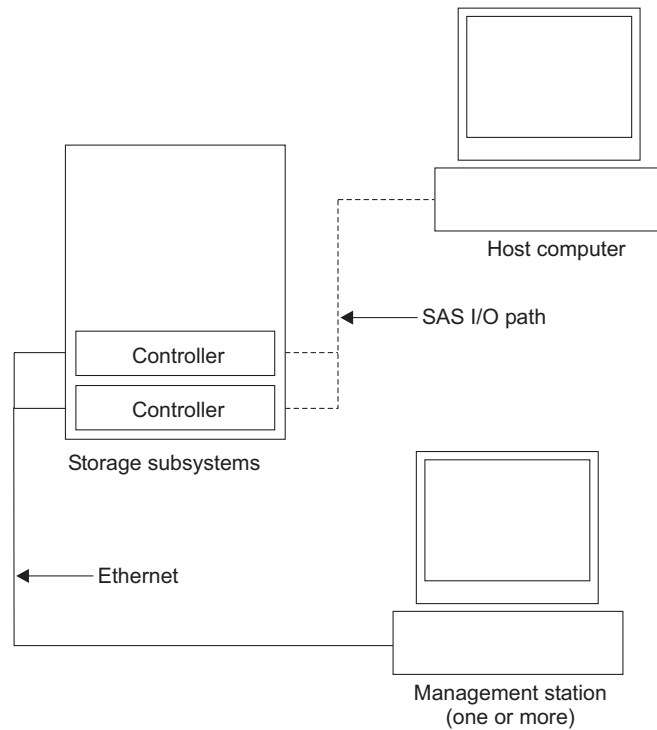 Host computer
SAS I/O path
Controller
Controller
Storage subsystems
Ethernet
Management station
(one or more)